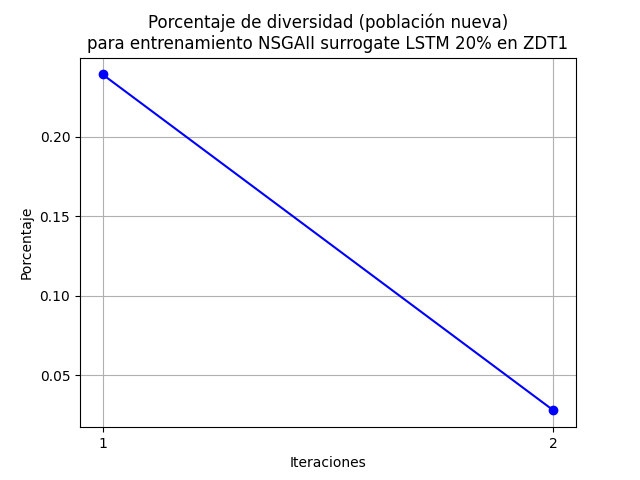 Porcentaje de diversidad (población nueva)
para entrenamiento NSGAII surrogate LSTM 20% en ZDT1
Porcentaje
0.20
0.15
0.10
0.05
1
2
Iteraciones